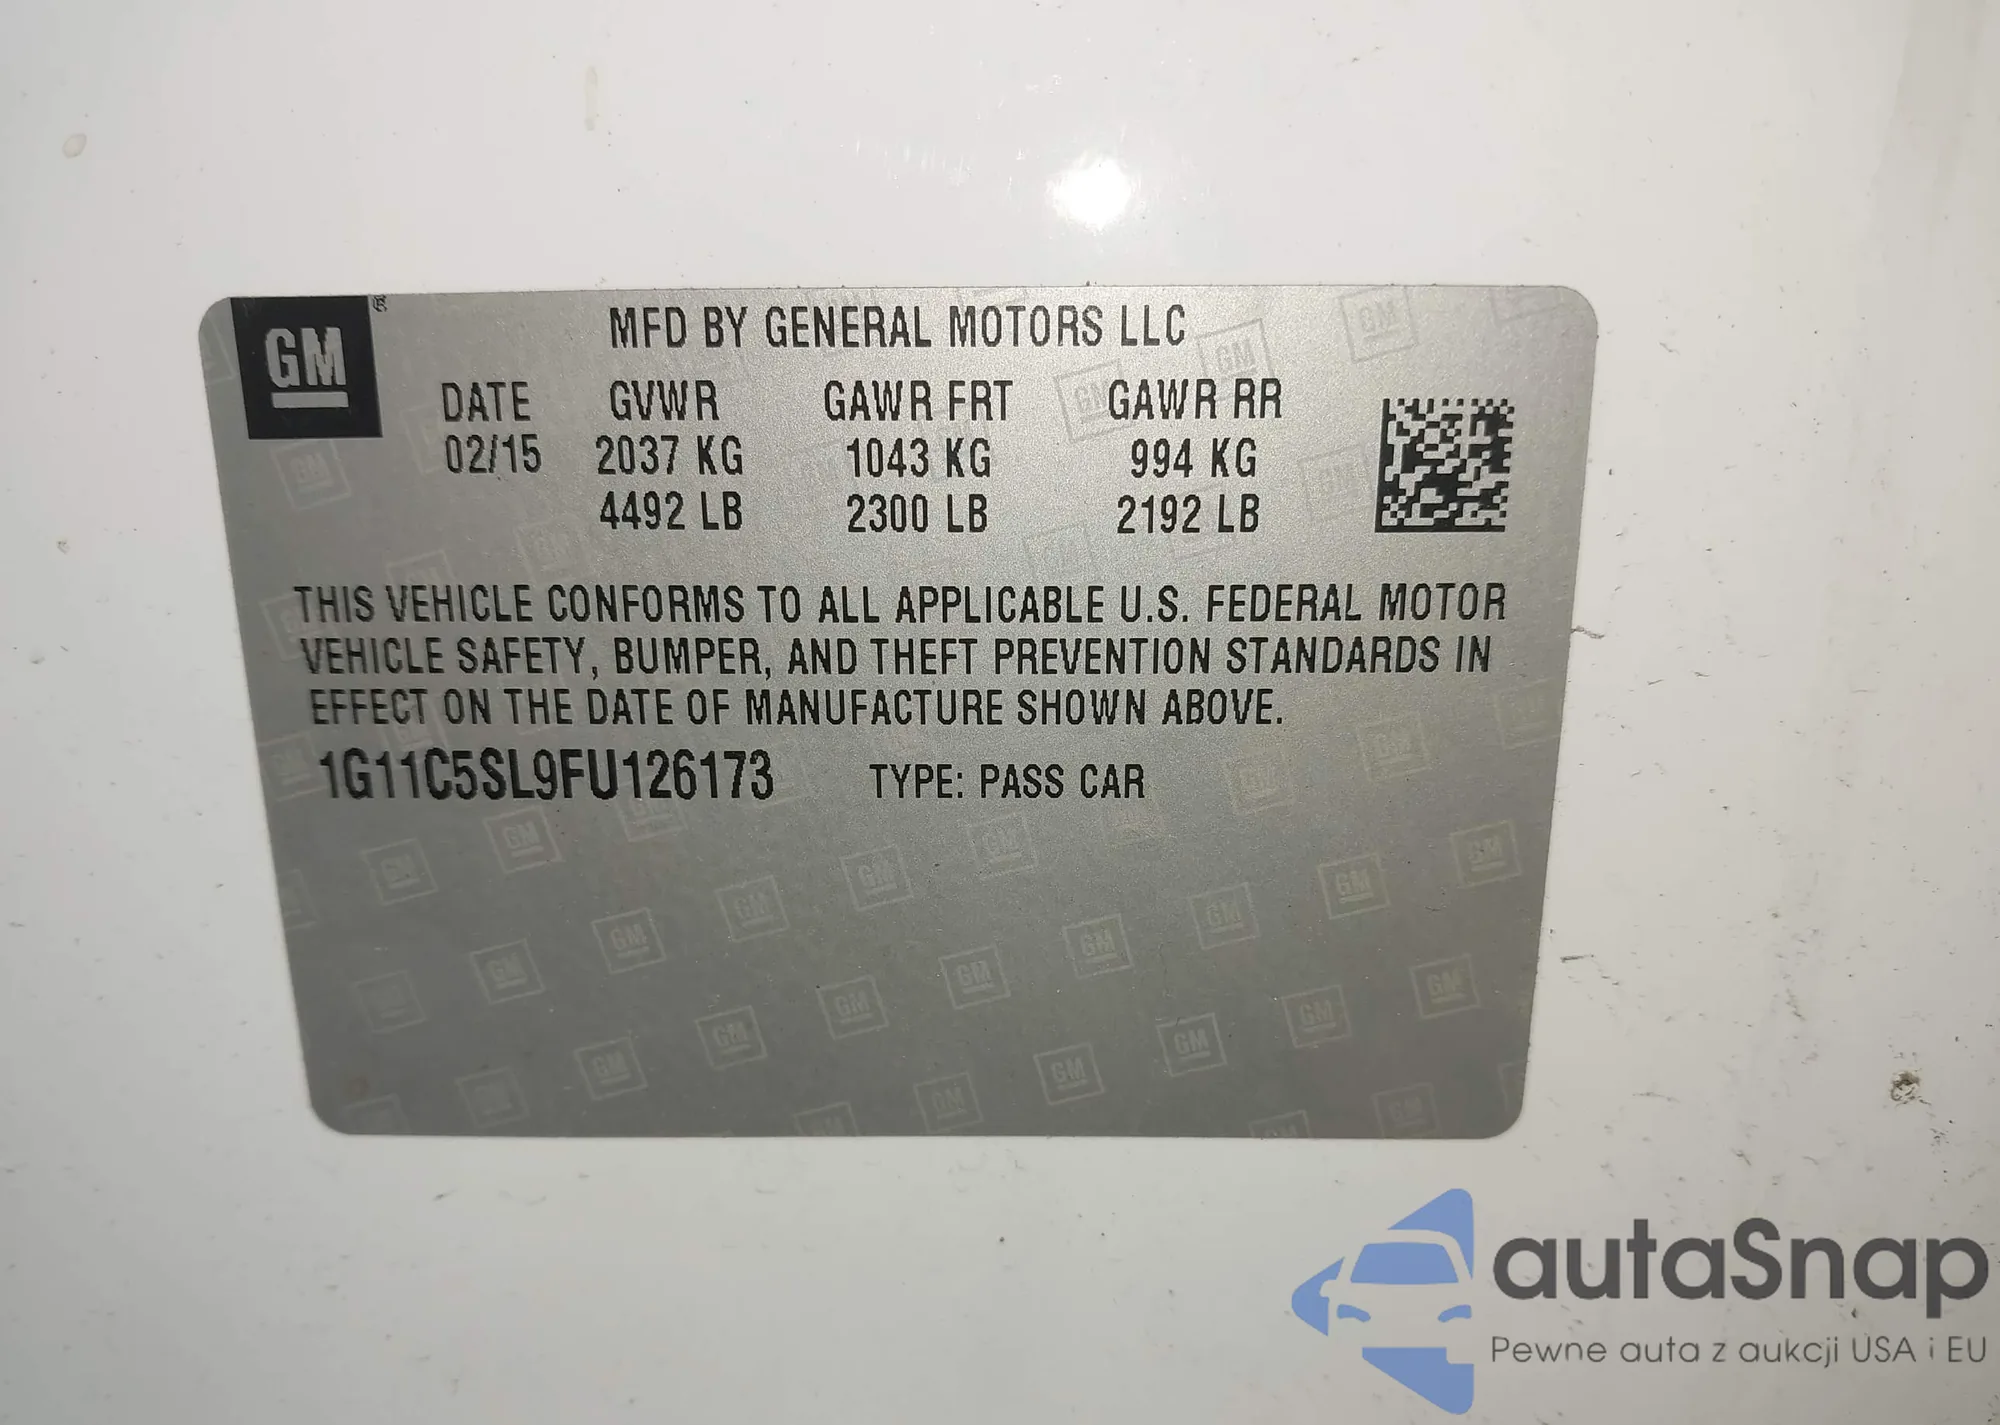 GM ®
MFD BY GENERAL MOTORS LLC
DATE GVWR GAWR FRT GAWR RR
02/15 2037 KG 1043 KG 994 KG
4492 LB 2300 LB 2192 LB
THIS VEHICLE CONFORMS TO ALL APPLICABLE U.S. FEDERAL MOTOR
VEHICLE SAFETY, BUMPER, AND THEFT PREVENTION STANDARDS IN
EFFECT ON THE DATE OF MANUFACTURE SHOWN ABOVE.
1G11C5SL9FU126173 TYPE: PASS CAR
autaSnap
Pewne auta z aukcji USA i EU